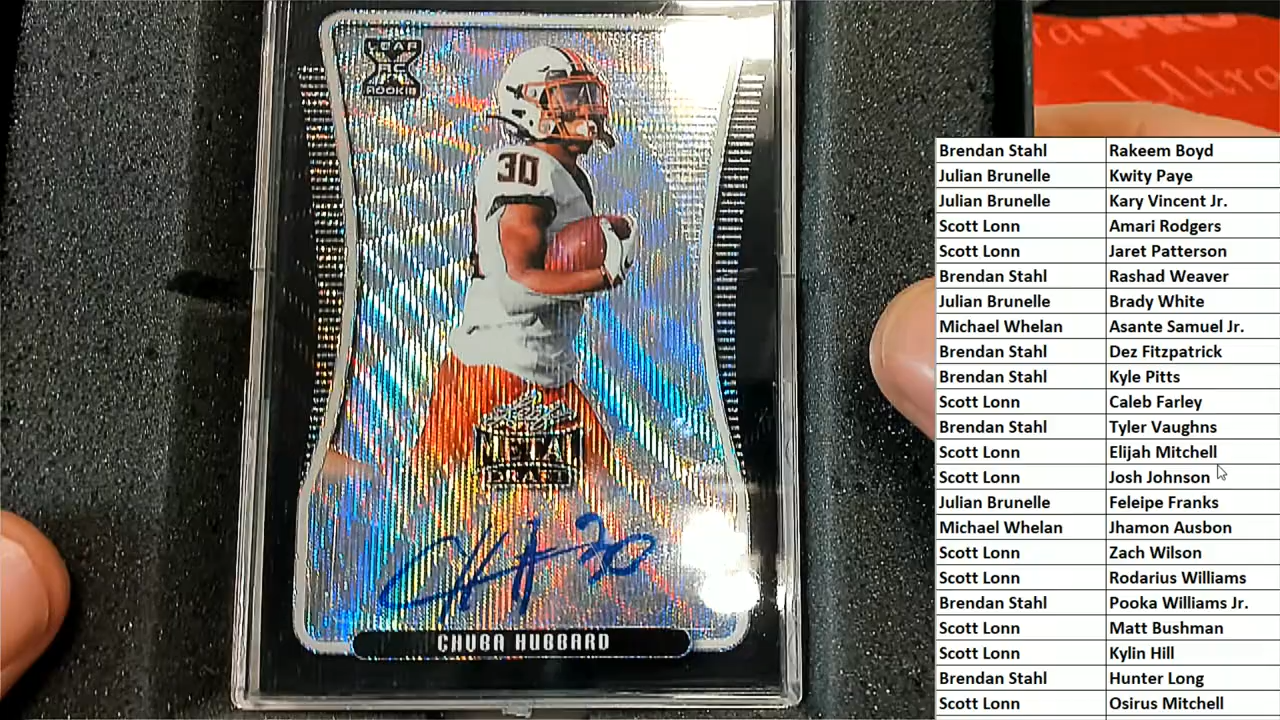 LEAF
RC
ROOKIE
30
METAL
DRAFT
30
CHUBA HUBBARD
Ultra
Brendan Stahl Rakeem Boyd
Julian Brunelle Kwity Paye
Julian Brunelle Kary Vincent Jr.
Scott Lonn Amari Rodgers
Scott Lonn Jaret Patterson
Brendan Stahl Rashad Weaver
Julian Brunelle Brady White
Michael Whelan Asante Samuel Jr.
Brendan Stahl Dez Fitzpatrick
Brendan Stahl Kyle Pitts
Scott Lonn Caleb Farley
Brendan Stahl Tyler Vaughns
Scott Lonn Elijah Mitchell
Scott Lonn Josh Johnson
Julian Brunelle Feleipe Franks
Michael Whelan Jhamon Ausbon
Scott Lonn Zach Wilson
Scott Lonn Rodarius Williams
Brendan Stahl Pooka Williams Jr.
Scott Lonn Matt Bushman
Scott Lonn Kylin Hill
Brendan Stahl Hunter Long
Scott Lonn Osirus Mitchell